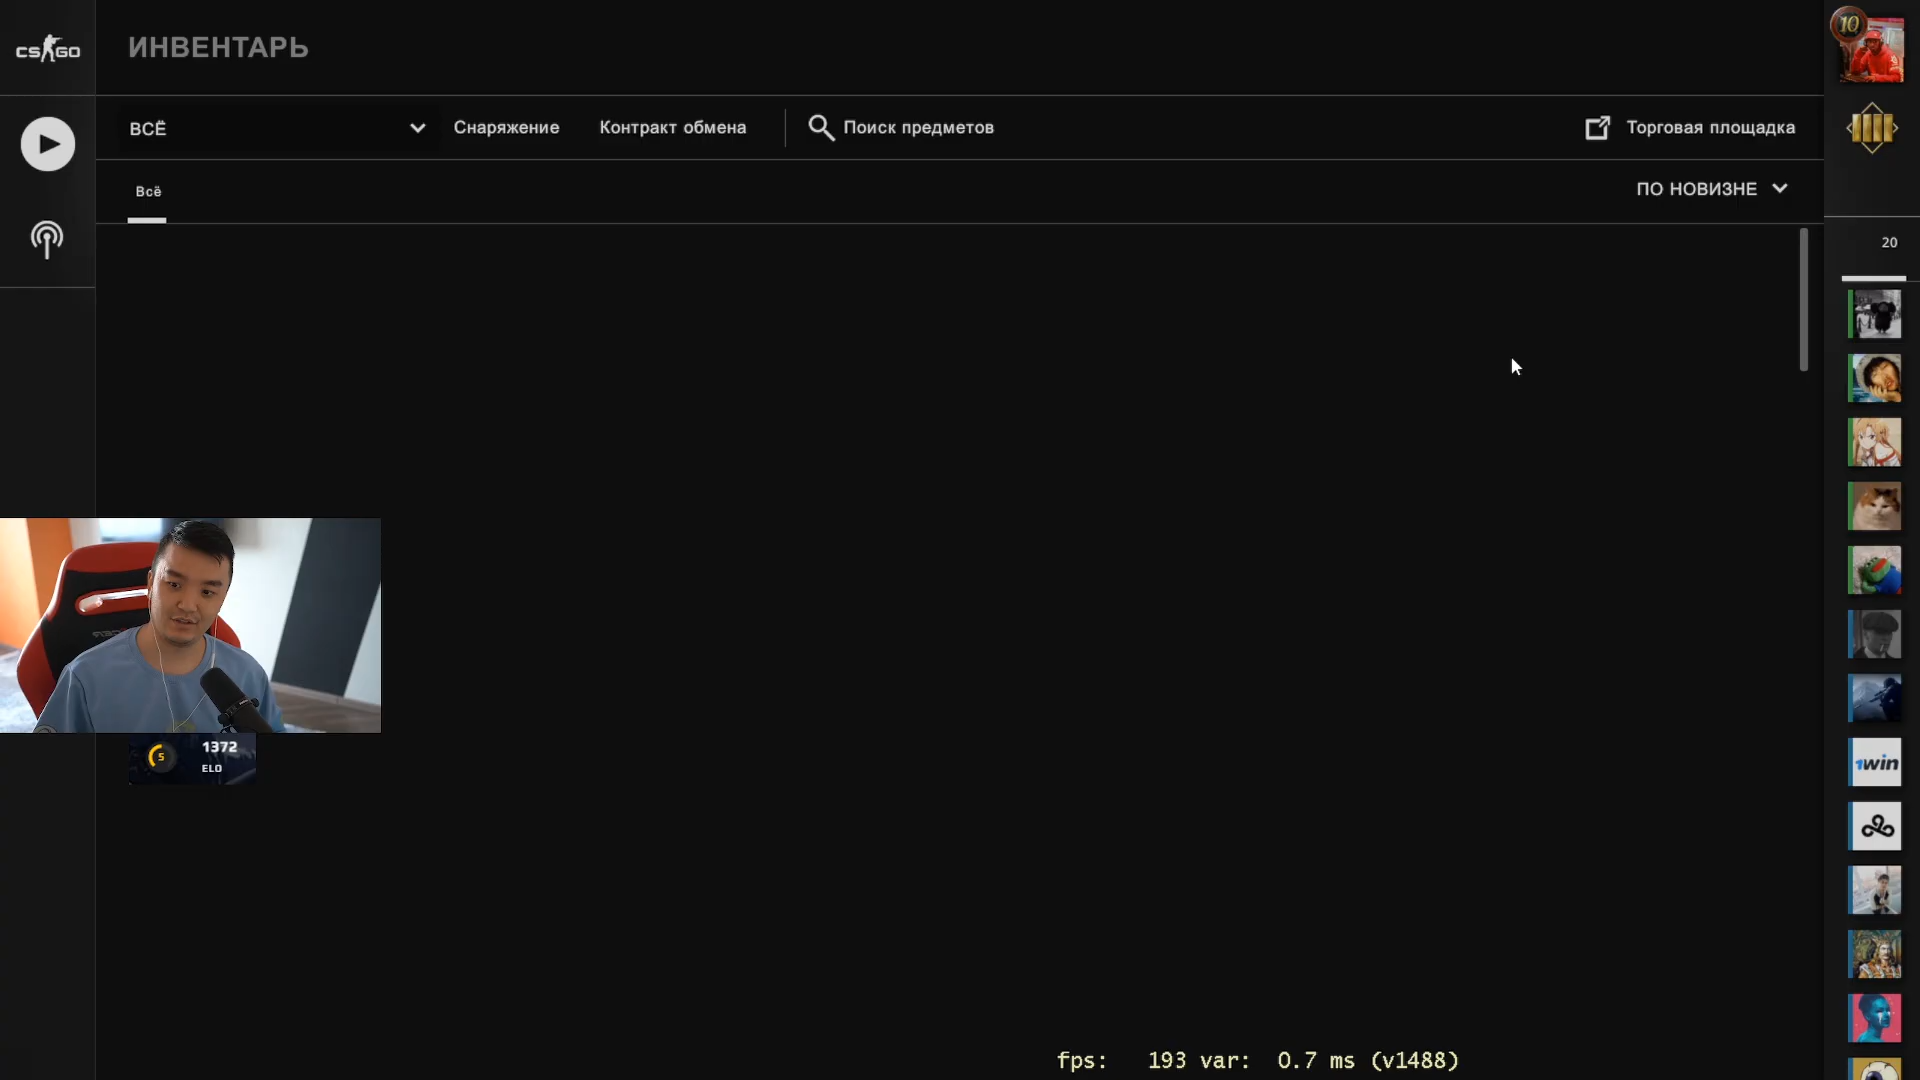 CS GO
ИНВЕНТАРЬ
10
ВСЁ
Снаряжение
Контракт обмена
Поиск предметов
Торговая площадка
Всё
ПО НОВИЗНЕ
20
5
1372
ELO
1win
fps: 193 var: 0.7 ms (v1488)